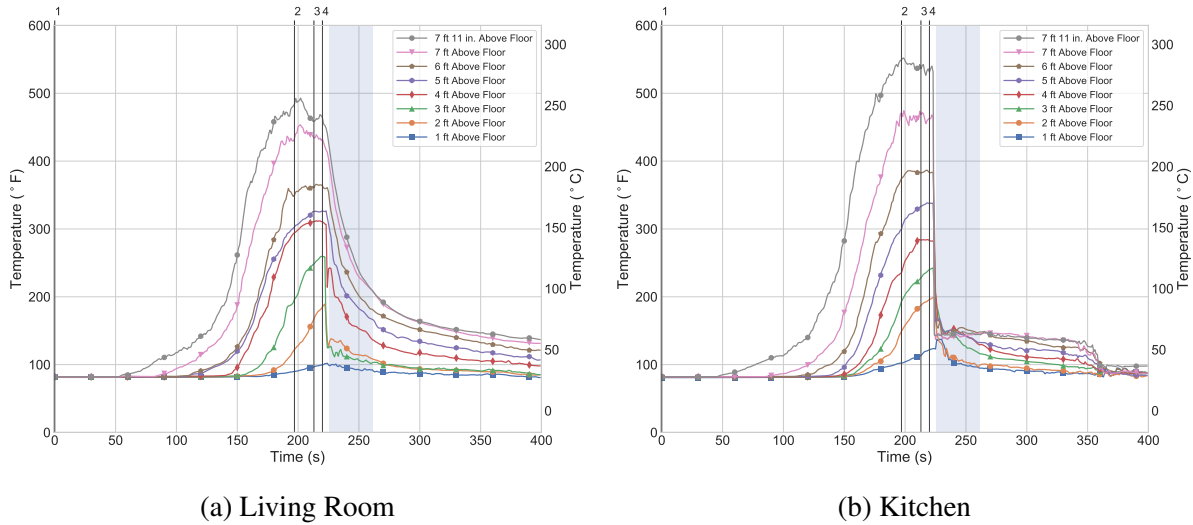 1 2 3 4
600
500
400
300
200
100
0
Temperature (°F)
300
250
200
150
100
50
0
Temperature (°C)
7 ft 11 in. Above Floor
7 ft Above Floor
6 ft Above Floor
5 ft Above Floor
4 ft Above Floor
3 ft Above Floor
2 ft Above Floor
1 ft Above Floor
0 50 100 150 200 250 300 350 400
Time (s)
(a) Living Room
1 2 3 4
600
500
400
300
200
100
0
Temperature (°F)
300
250
200
150
100
50
0
Temperature (°C)
7 ft 11 in. Above Floor
7 ft Above Floor
6 ft Above Floor
5 ft Above Floor
4 ft Above Floor
3 ft Above Floor
2 ft Above Floor
1 ft Above Floor
0 50 100 150 200 250 300 350 400
Time (s)
(b) Kitchen